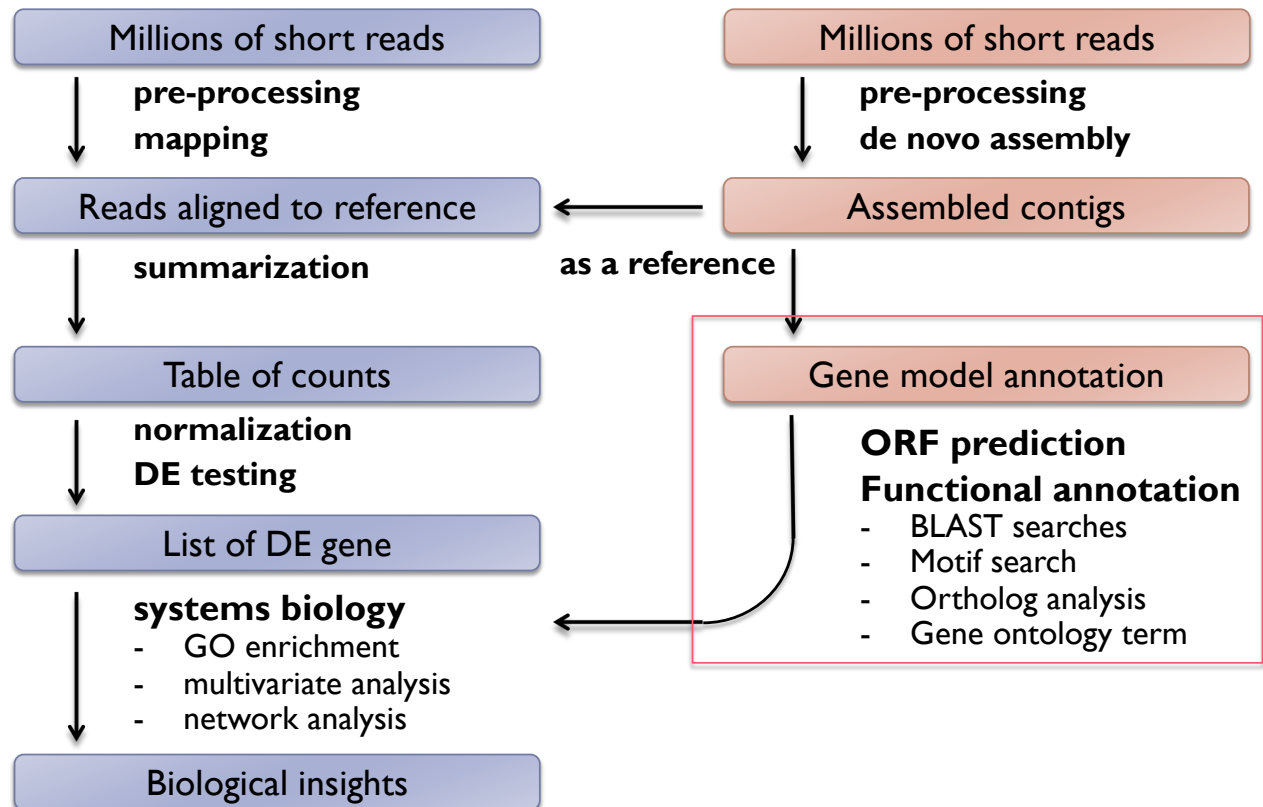 Millions of short reads
pre-processing
mapping
Reads aligned to reference
summarization
Table of counts
normalization
DE testing
List of DE gene
systems biology
- GO enrichment
- multivariate analysis
- network analysis
Biological insights
Millions of short reads
pre-processing
de novo assembly
Assembled contigs
as a reference
Gene model annotation
ORF prediction
Functional annotation
- BLAST searches
- Motif search
- Ortholog analysis
- Gene ontology term